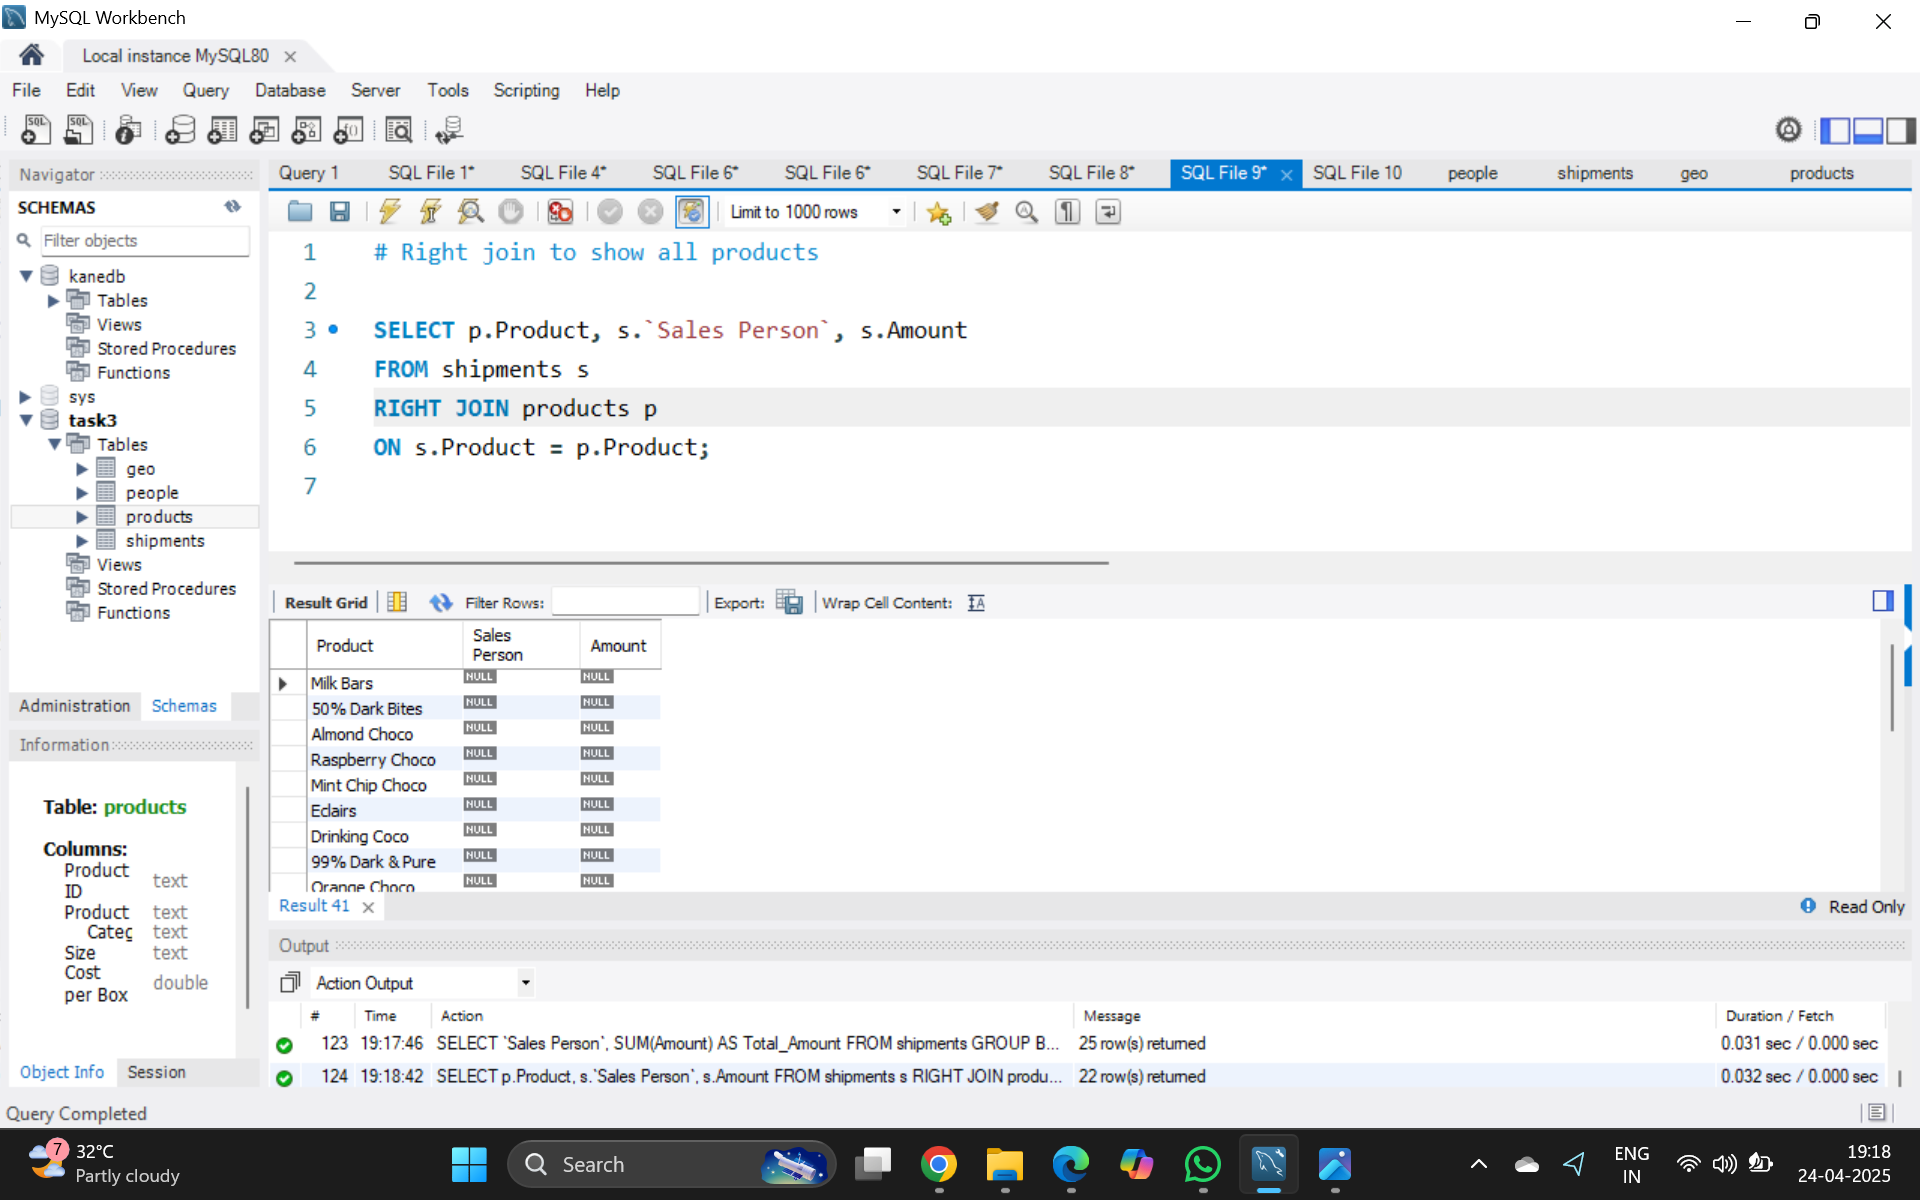 MySQL Workbench
Local instance MySQL80
File Edit View Query Database Server Tools Scripting Help
Navigator
SCHEMAS
Filter objects
kanedb
Tables
Views
Stored Procedures
Functions
sys
task3
Tables
geo
people
products
shipments
Views
Stored Procedures
Functions
Administration Schemas
Information
Table: products
Columns:
Product ID text
Product text
Categ text
Size text
Cost per Box double
Object Info Session
Query 1 SQL File 1* SQL File 4* SQL File 6* SQL File 6* SQL File 7* SQL File 8* SQL File 9* SQL File 10 people shipments geo products
Limit to 1000 rows
1 # Right join to show all products
2
3 SELECT p.Product, s.`Sales Person`, s.Amount
4 FROM shipments s
5 RIGHT JOIN products p
6 ON s.Product = p.Product;
7
Result Grid Filter Rows: Export: Wrap Cell Content:
Product Sales Person Amount
Milk Bars NULL NULL
50% Dark Bites NULL NULL
Almond Choco NULL NULL
Raspberry Choco NULL NULL
Mint Chip Choco NULL NULL
Eclairs NULL NULL
Drinking Coco NULL NULL
99% Dark & Pure NULL NULL
Orange Choco NULL NULL
Result 41 Read Only
Output
Action Output
# Time Action Message Duration / Fetch
123 19:17:46 SELECT `Sales Person`, SUM(Amount) AS Total_Amount FROM shipments GROUP B... 25 row(s) returned 0.031 sec / 0.000 sec
124 19:18:42 SELECT p.Product, s.`Sales Person`, s.Amount FROM shipments s RIGHT JOIN produ... 22 row(s) returned 0.032 sec / 0.000 sec
Query Completed
7 32°C
Partly cloudy
Search
ENG
IN
19:18
24-04-2025